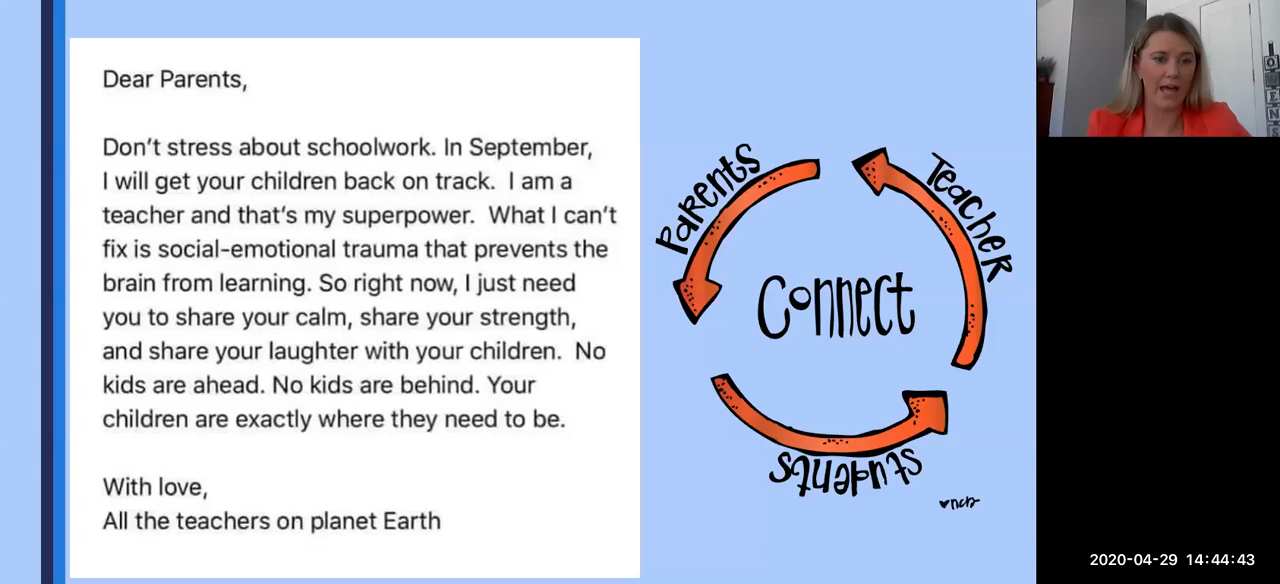 Dear Parents,
Don't stress about schoolwork. In September,
I will get your children back on track.  I am a
teacher and that's my superpower.  What I can't
fix is social-emotional trauma that prevents the
brain from learning. So right now, I just need
you to share your calm, share your strength,
and share your laughter with your children.  No
kids are ahead. No kids are behind. Your
children are exactly where they need to be.
With love,
All the teachers on planet Earth
Parents
Teacher
Connect
Students
OWENS
2020-04-29 14:44:43